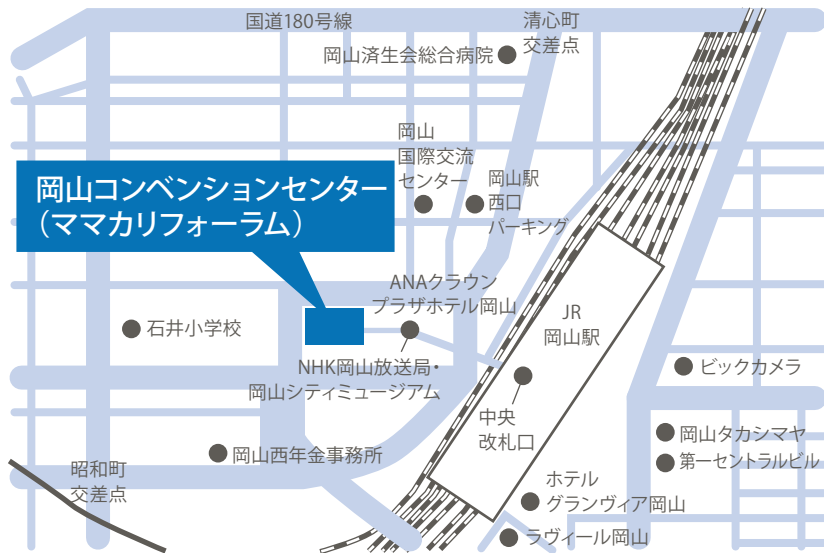 国道180号線
清心町
交差点
岡山済生会総合病院
岡山
国際交流
センター
岡山駅
西口
パーキング
岡山コンベンションセンター
（ママカリフォーラム）
ANAクラウン
プラザホテル岡山
石井小学校
JR
岡山駅
NHK岡山放送局・
岡山シティミュージアム
ビックカメラ
中央
改札口
岡山タカシマヤ
第一セントラルビル
岡山西年金事務所
昭和町
交差点
ホテル
グランヴィア岡山
ラヴィール岡山